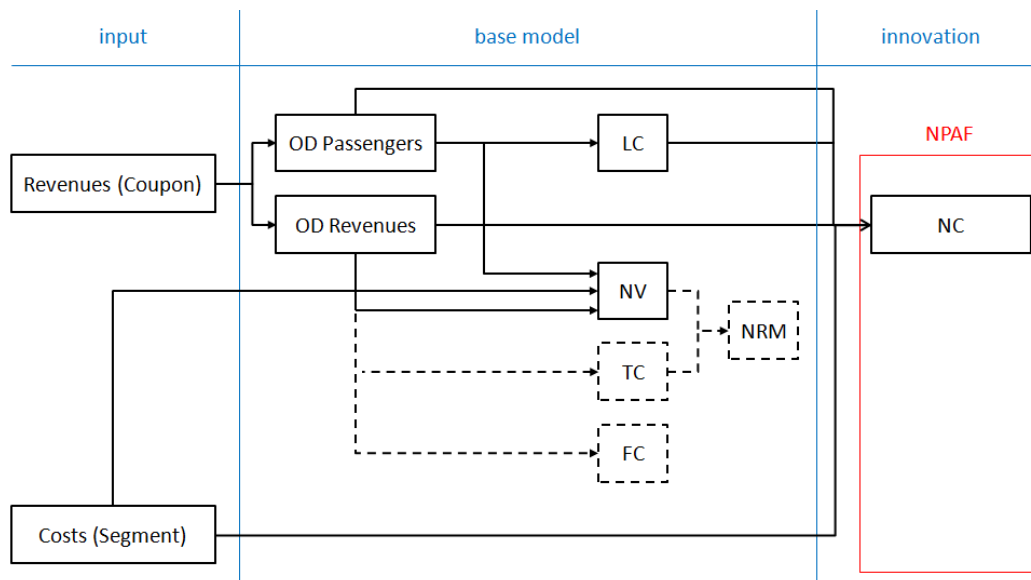 input
base model
innovation
NPAF
OD Passengers
LC
Revenues (Coupon)
OD Revenues
NC
NV
NRM
TC
FC
Costs (Segment)